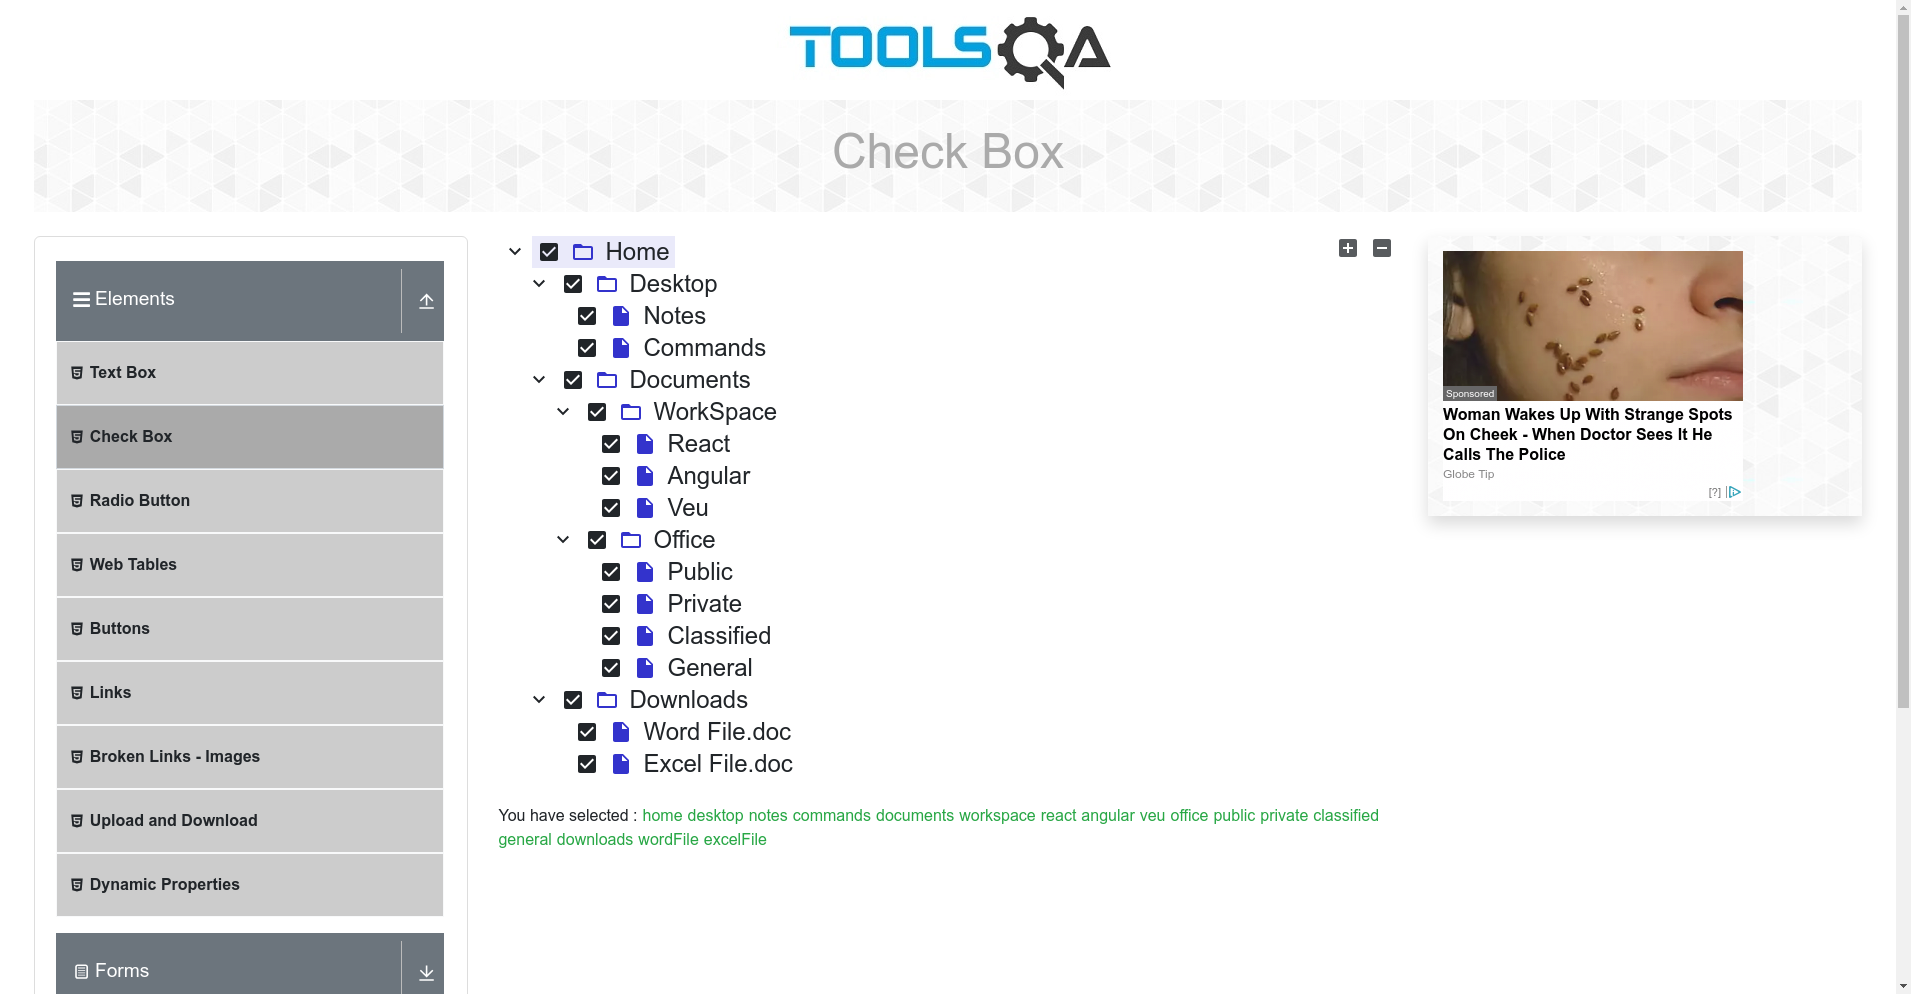 TOOLSQA
Check Box
Elements
Text Box
Check Box
Radio Button
Web Tables
Buttons
Links
Broken Links - Images
Upload and Download
Dynamic Properties
Forms
Home
Desktop
Notes
Commands
Documents
WorkSpace
React
Angular
Veu
Office
Public
Private
Classified
General
Downloads
Word File.doc
Excel File.doc
You have selected : home desktop notes commands documents workspace react angular veu office public private classified
general downloads wordFile excelFile
Sponsored
Woman Wakes Up With Strange Spots
On Cheek - When Doctor Sees It He
Calls The Police
Globe Tip
[?]